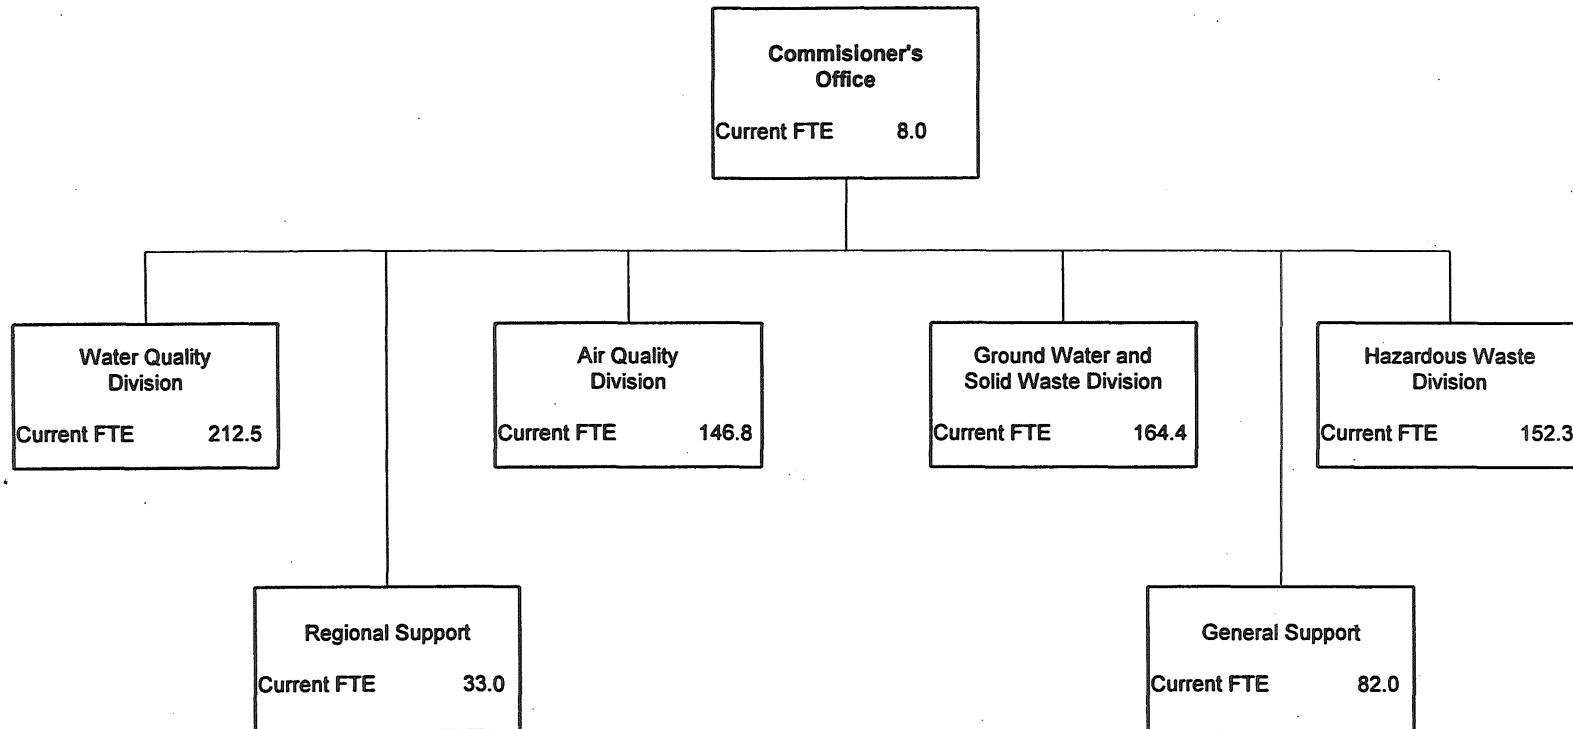 Commisioner's
Office
Current FTE 8.0
Water Quality
Division
Current FTE 212.5
Air Quality
Division
Current FTE 146.8
Ground Water and
Solid Waste Division
Current FTE 164.4
Hazardous Waste
Division
Current FTE 152.3
Regional Support
Current FTE 33.0
General Support
Current FTE 82.0